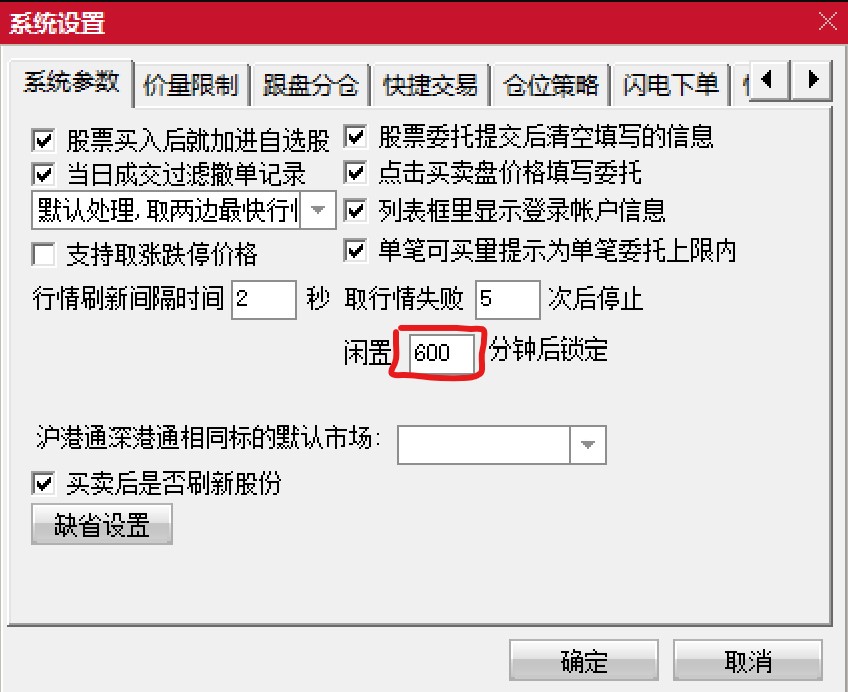 系统设置
系统参数 价量限制 跟盘分仓 快捷交易 仓位策略 闪电下单
股票买入后就加进自选股 股票委托提交后清空填写的信息
当日成交过滤撤单记录 点击买卖盘价格填写委托
默认处理,取两边最快行 列表框里显示登录帐户信息
支持取涨跌停价格 单笔可买量提示为单笔委托上限内
行情刷新间隔时间 2 秒 取行情失败 5 次后停止
闲置 600 分钟后锁定
沪港通深港通相同标的默认市场:
买卖后是否刷新股份
缺省设置
确定 取消